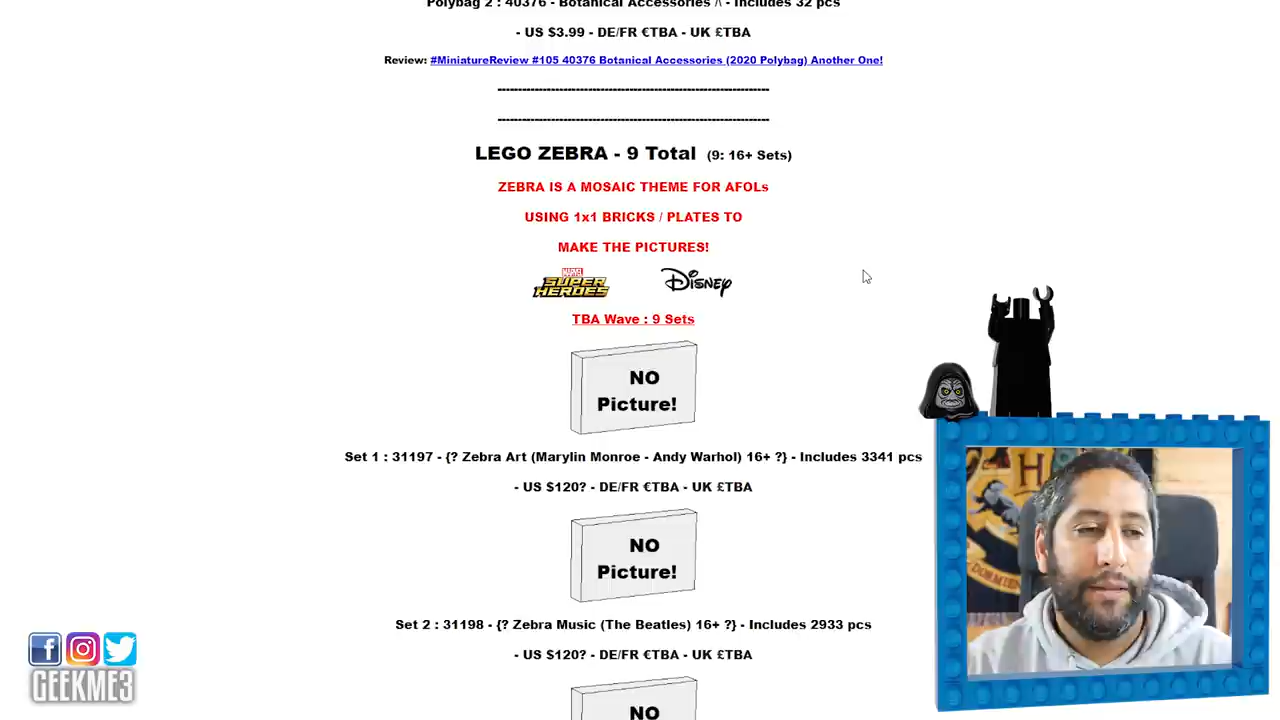 Polybag 2 : 40376 - Botanical Accessories /\ - Includes 32 pcs
- US $3.99 - DE/FR €TBA - UK £TBA
Review: #MiniatureReview #105 40376 Botanical Accessories (2020 Polybag) Another One!
--------------------------------------------------------------------
--------------------------------------------------------------------
LEGO ZEBRA - 9 Total (9: 16+ Sets)
ZEBRA IS A MOSAIC THEME FOR AFOLs
USING 1x1 BRICKS / PLATES TO
MAKE THE PICTURES!
MARVEL SUPER HEROES Disney
TBA Wave : 9 Sets
NO
Picture!
Set 1 : 31197 - {? Zebra Art (Marylin Monroe - Andy Warhol) 16+ ?} - Includes 3341 pcs
- US $120? - DE/FR €TBA - UK £TBA
NO
Picture!
Set 2 : 31198 - {? Zebra Music (The Beatles) 16+ ?} - Includes 2933 pcs
- US $120? - DE/FR €TBA - UK £TBA
NO
GEEKME3